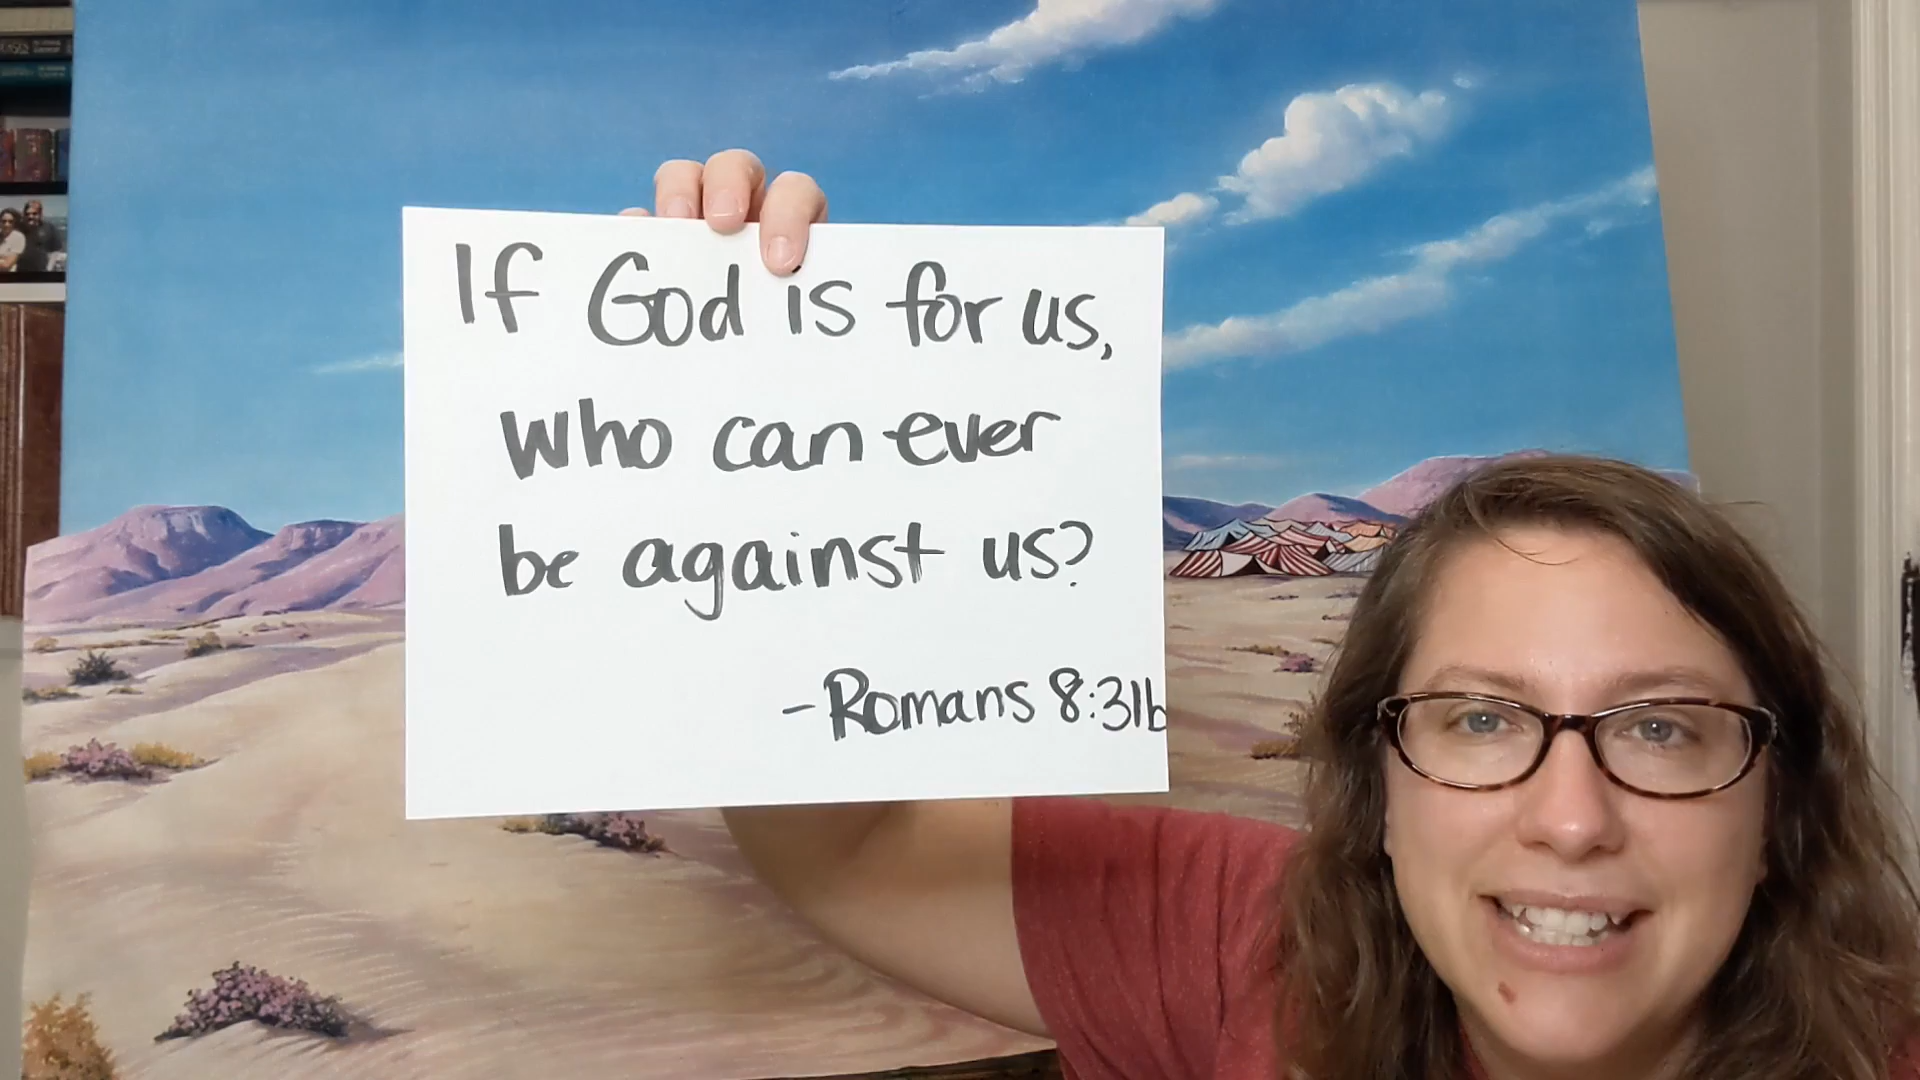 If God is for us,
who can ever
be against us?
-Romans 8:31b